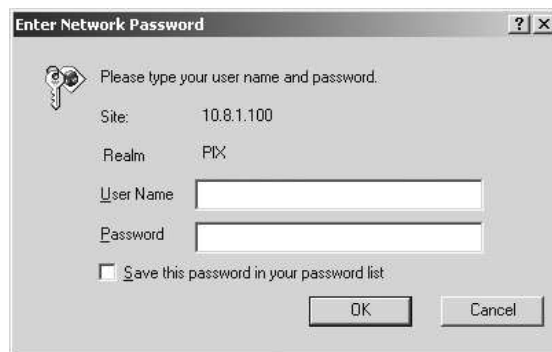 Enter Network Password
? X
Please type your user name and password.
Site: 10.8.1.100
Realm PIX
User Name
Password
Save this password in your password list
OK Cancel